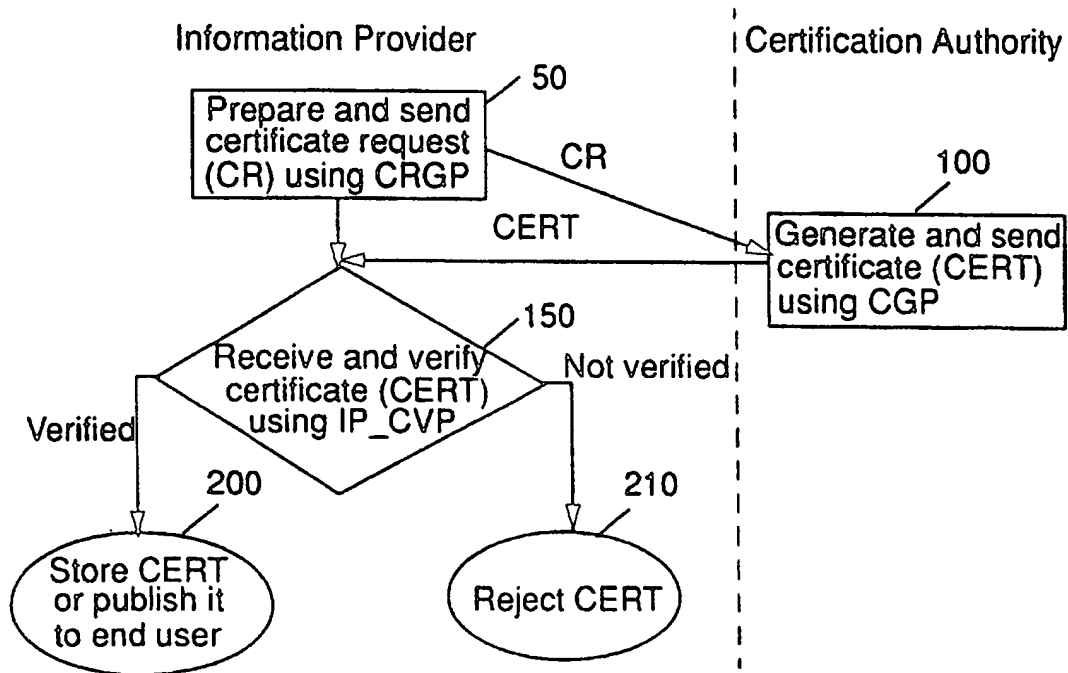 Information Provider
Certification Authority
50
Prepare and send
certificate request
(CR) using CRGP
CR
100
CERT
Generate and send
certificate (CERT)
using CGP
150
Receive and verify
certificate (CERT)
using IP_CVP
Not verified
Verified
200
210
Store CERT
or publish it
to end user
Reject CERT